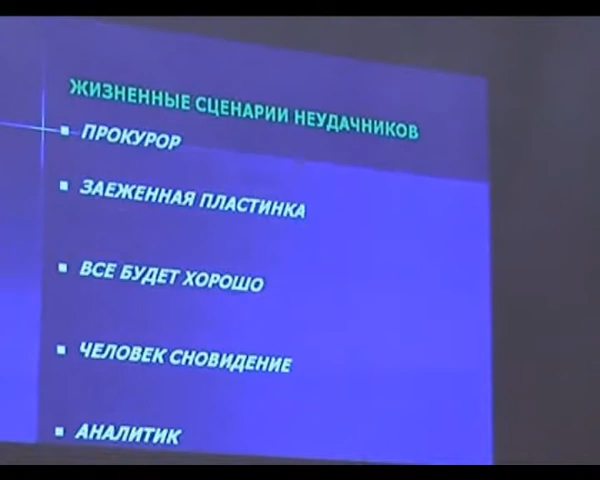 ЖИЗНЕННЫЕ СЦЕНАРИИ НЕУДАЧНИКОВ
ПРОКУРОР
ЗАЕЖЕННАЯ ПЛАСТИНКА
ВСЕ БУДЕТ ХОРОШО
ЧЕЛОВЕК СНОВИДЕНИЕ
АНАЛИТИК